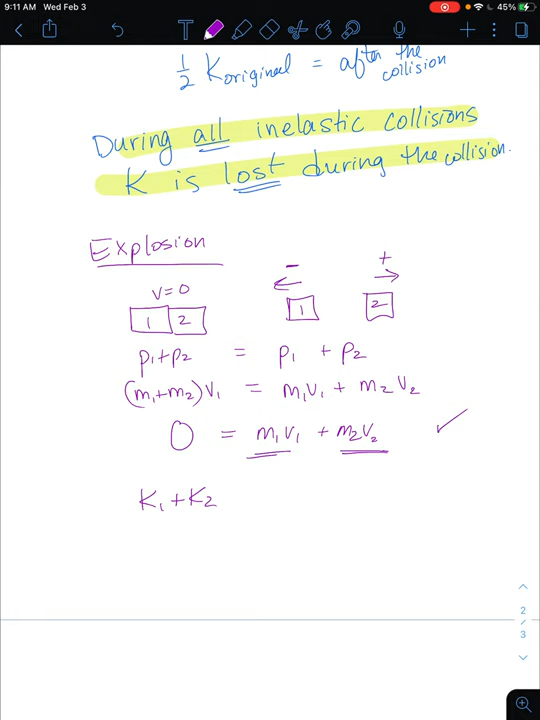 9:11 AM Wed Feb 3
45%
T
1/2 K original = after the collision
During all inelastic collisions
K is lost during the collision.
Explosion
- +
v=0
1 2 1 2
p₁+p₂ = p₁ + p₂
(m₁+m₂)v₁ = m₁v₁ + m₂v₂
0 = m₁v₁ + m₂v₂ ✓
K₁+K₂
2
/
3